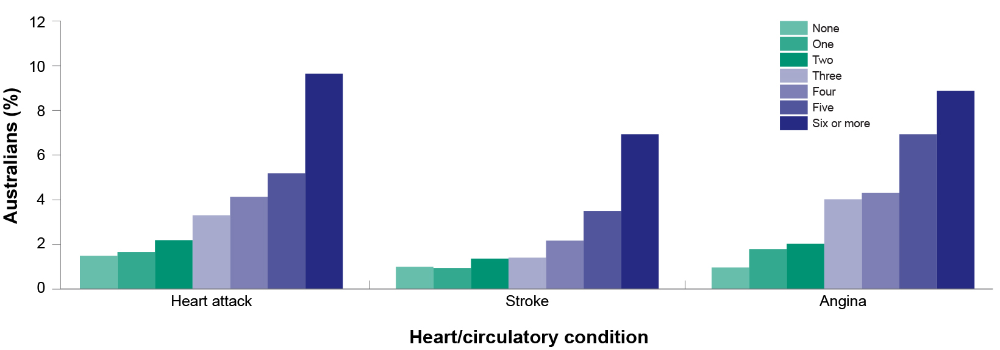 12
10
8
6
4
2
0
Australians (%)
None
One
Two
Three
Four
Five
Six or more
Heart attack
Stroke
Angina
Heart/circulatory condition